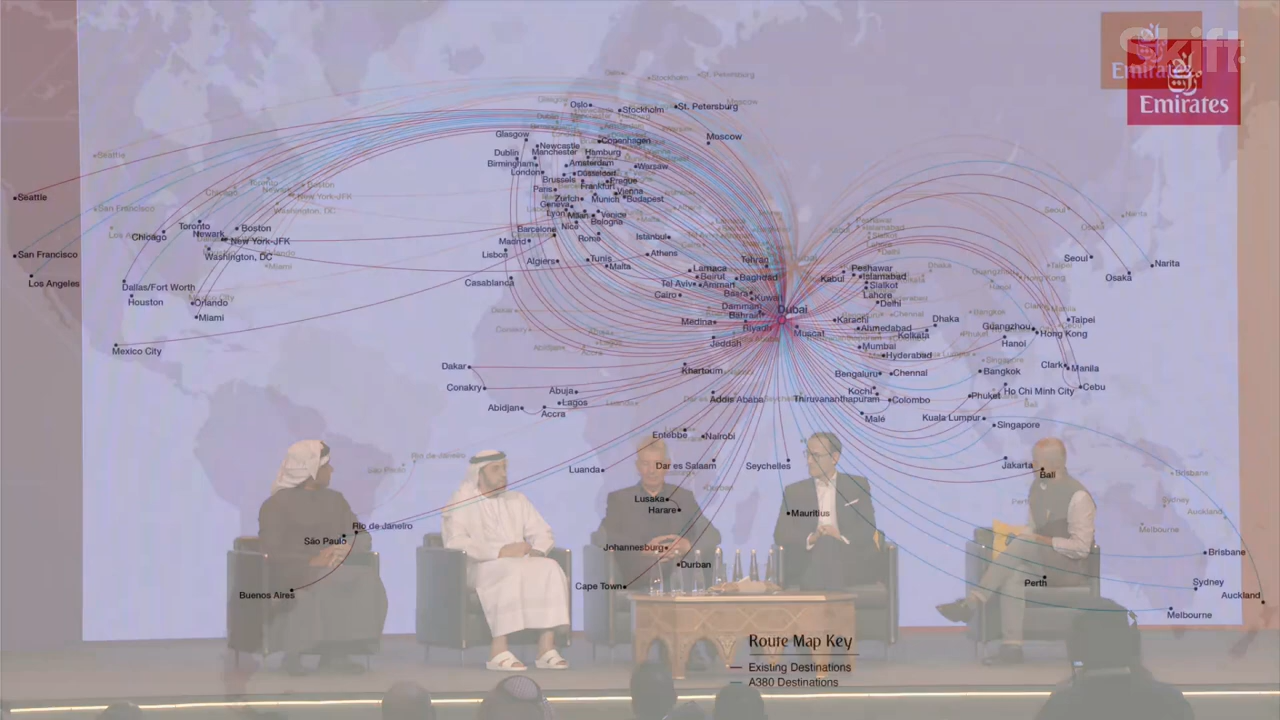 Skift.
Emirates
Emirates
Oslo
Stockholm
St. Petersburg
Moscow
Glasgow
Newcastle
Copenhagen
Dublin
Manchester
Hamburg
Birmingham
Amsterdam
Warsaw
London
Düsseldorf
Brussels
Prague
Paris
Frankfurt
Vienna
Zurich
Munich
Budapest
Geneva
Lyon
Milan
Venice
Bologna
Nice
Barcelona
Rome
Istanbul
Madrid
Lisbon
Athens
Algiers
Tunis
Malta
Casablanca
Larnaca
Beirut
Tel Aviv
Amman
Cairo
Tehran
Baghdad
Basra
Kuwait
Dammam
Bahrain
Medina
Riyadh
Jeddah
Dubai
Muscat
Seattle
San Francisco
Los Angeles
Chicago
Toronto
Newark
Boston
New York-JFK
Washington, DC
Dallas/Fort Worth
Houston
Orlando
Miami
Mexico City
Kabul
Peshawar
Islamabad
Sialkot
Lahore
Delhi
Karachi
Ahmedabad
Dhaka
Kolkata
Mumbai
Hyderabad
Bengaluru
Chennai
Kochi
Thiruvananthapuram
Colombo
Malé
Seoul
Narita
Osaka
Guangzhou
Taipei
Hong Kong
Hanoi
Clark
Manila
Bangkok
Cebu
Ho Chi Minh City
Phuket
Kuala Lumpur
Singapore
Jakarta
Bali
Dakar
Conakry
Abidjan
Accra
Abuja
Lagos
Khartoum
Addis Ababa
Entebbe
Nairobi
Luanda
Dar es Salaam
Seychelles
Lusaka
Harare
Mauritius
Johannesburg
Durban
Cape Town
Rio de Janeiro
São Paulo
Buenos Aires
Perth
Brisbane
Sydney
Auckland
Melbourne
Route Map Key
Existing Destinations
A380 Destinations